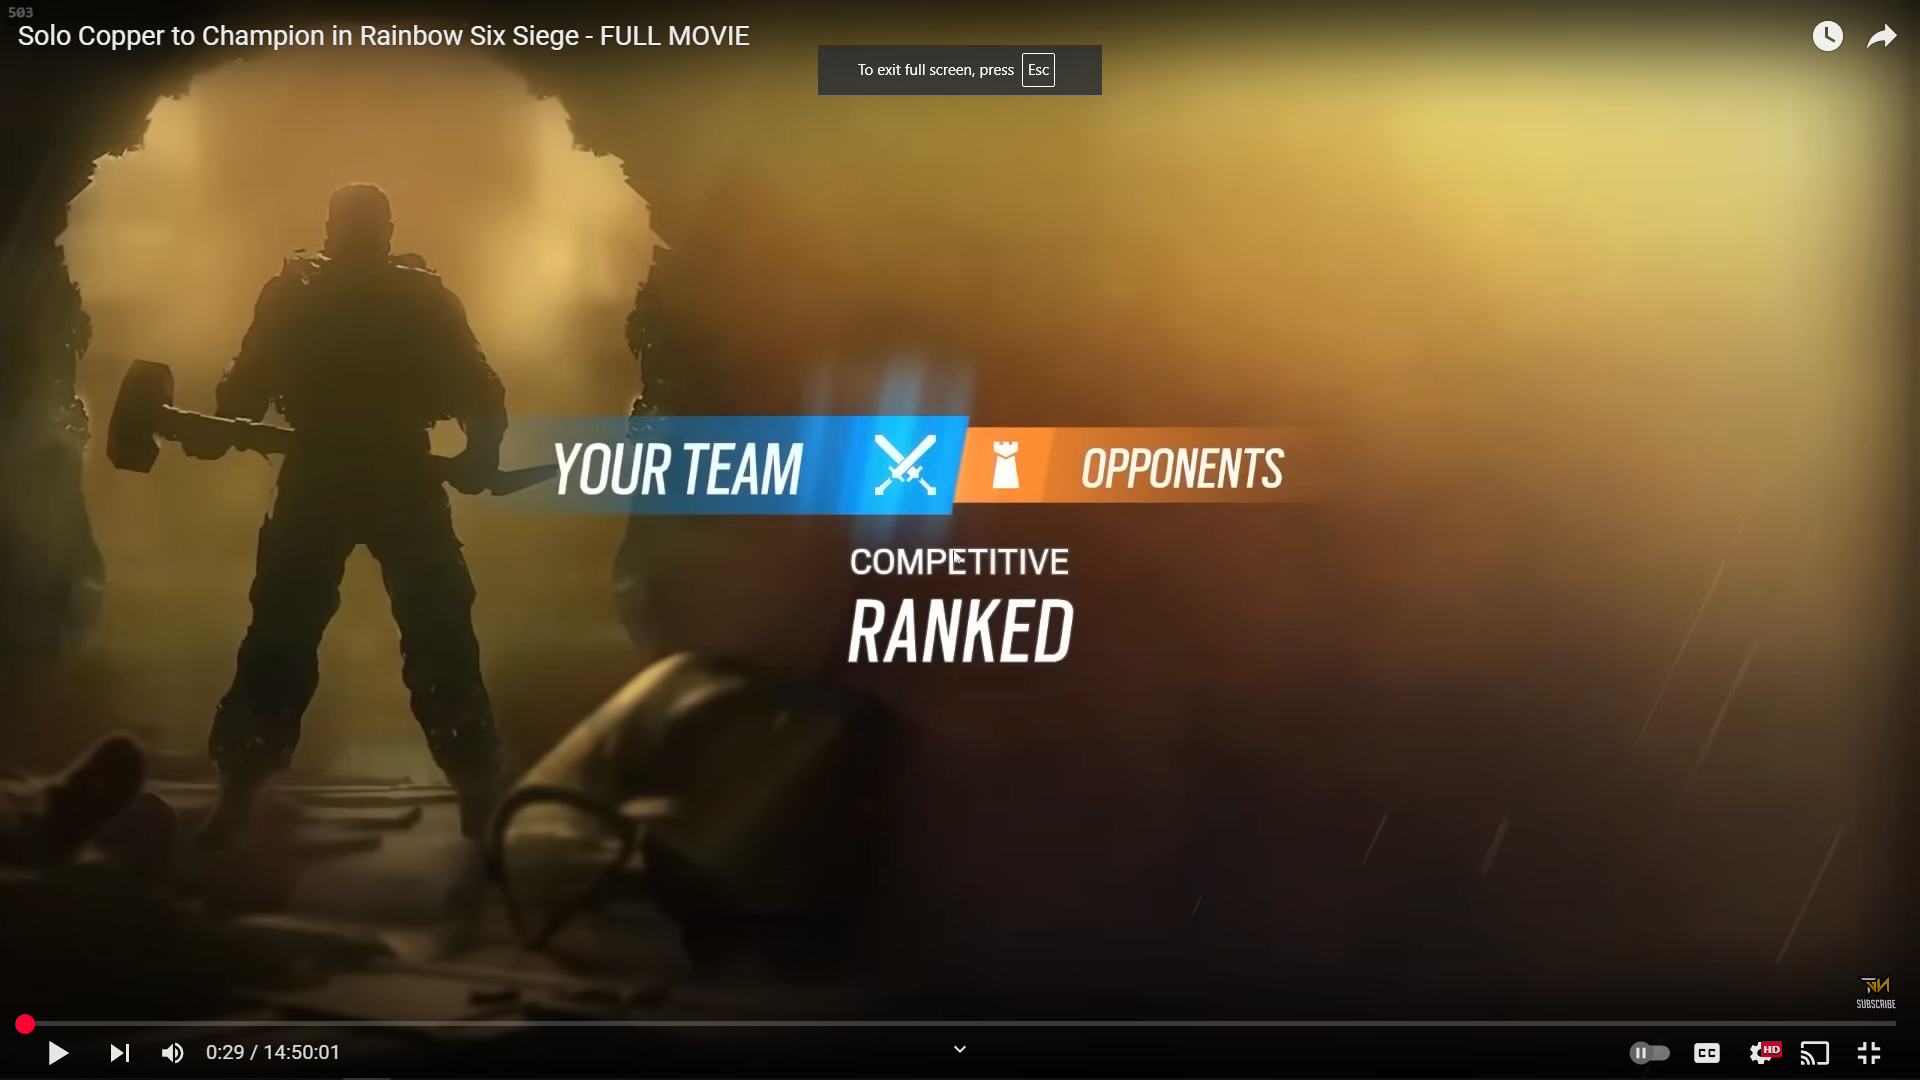 503
Solo Copper to Champion in Rainbow Six Siege - FULL MOVIE
To exit full screen, press Esc
YOUR TEAM
OPPONENTS
COMPETITIVE
RANKED
SUBSCRIBE
0:29 / 14:50:01
CC
HD